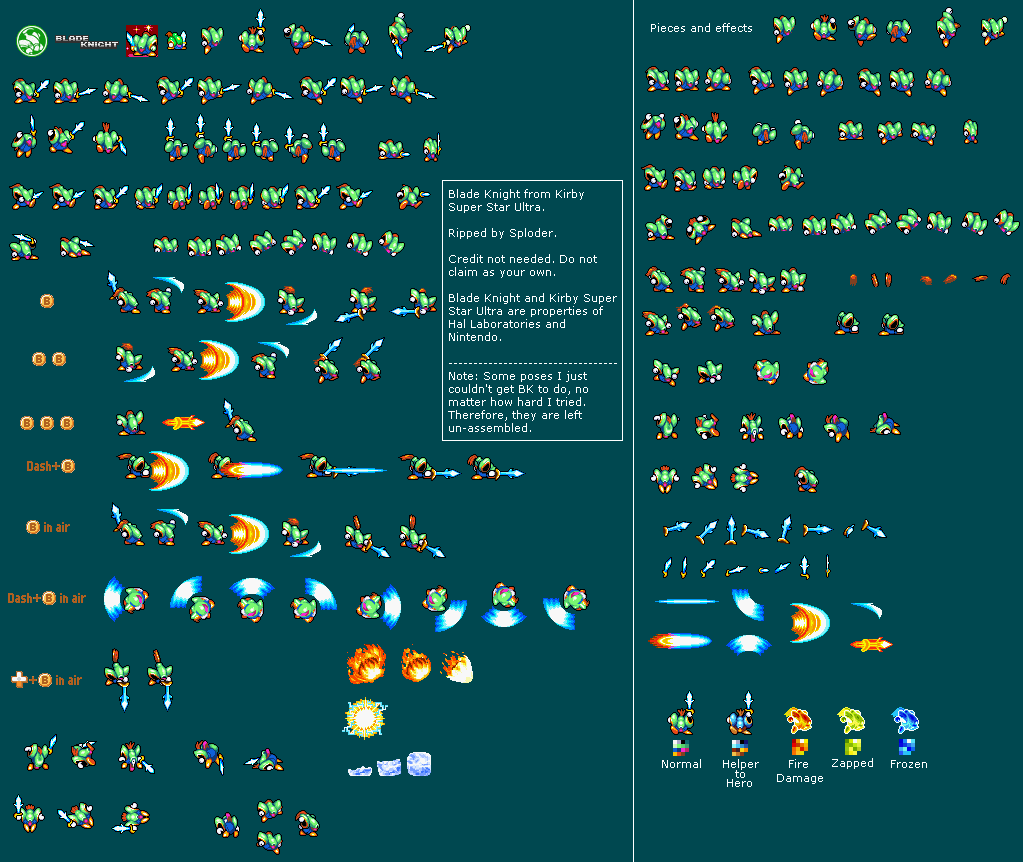 BLADE
KNIGHT
Pieces and effects
Blade Knight from Kirby
Super Star Ultra.
Ripped by Sploder.
Credit not needed. Do not
claim as your own.
Blade Knight and Kirby Super
Star Ultra are properties of
Hal Laboratories and
Nintendo.
--------------------------------
Note: Some poses I just
couldn't get BK to do, no
matter how hard I tried.
Therefore, they are left
un-assembled.
B
B B
B B B
Dash+B
B in air
Dash+B in air
+B in air
Normal
Helper
to
Hero
Fire
Damage
Zapped
Frozen